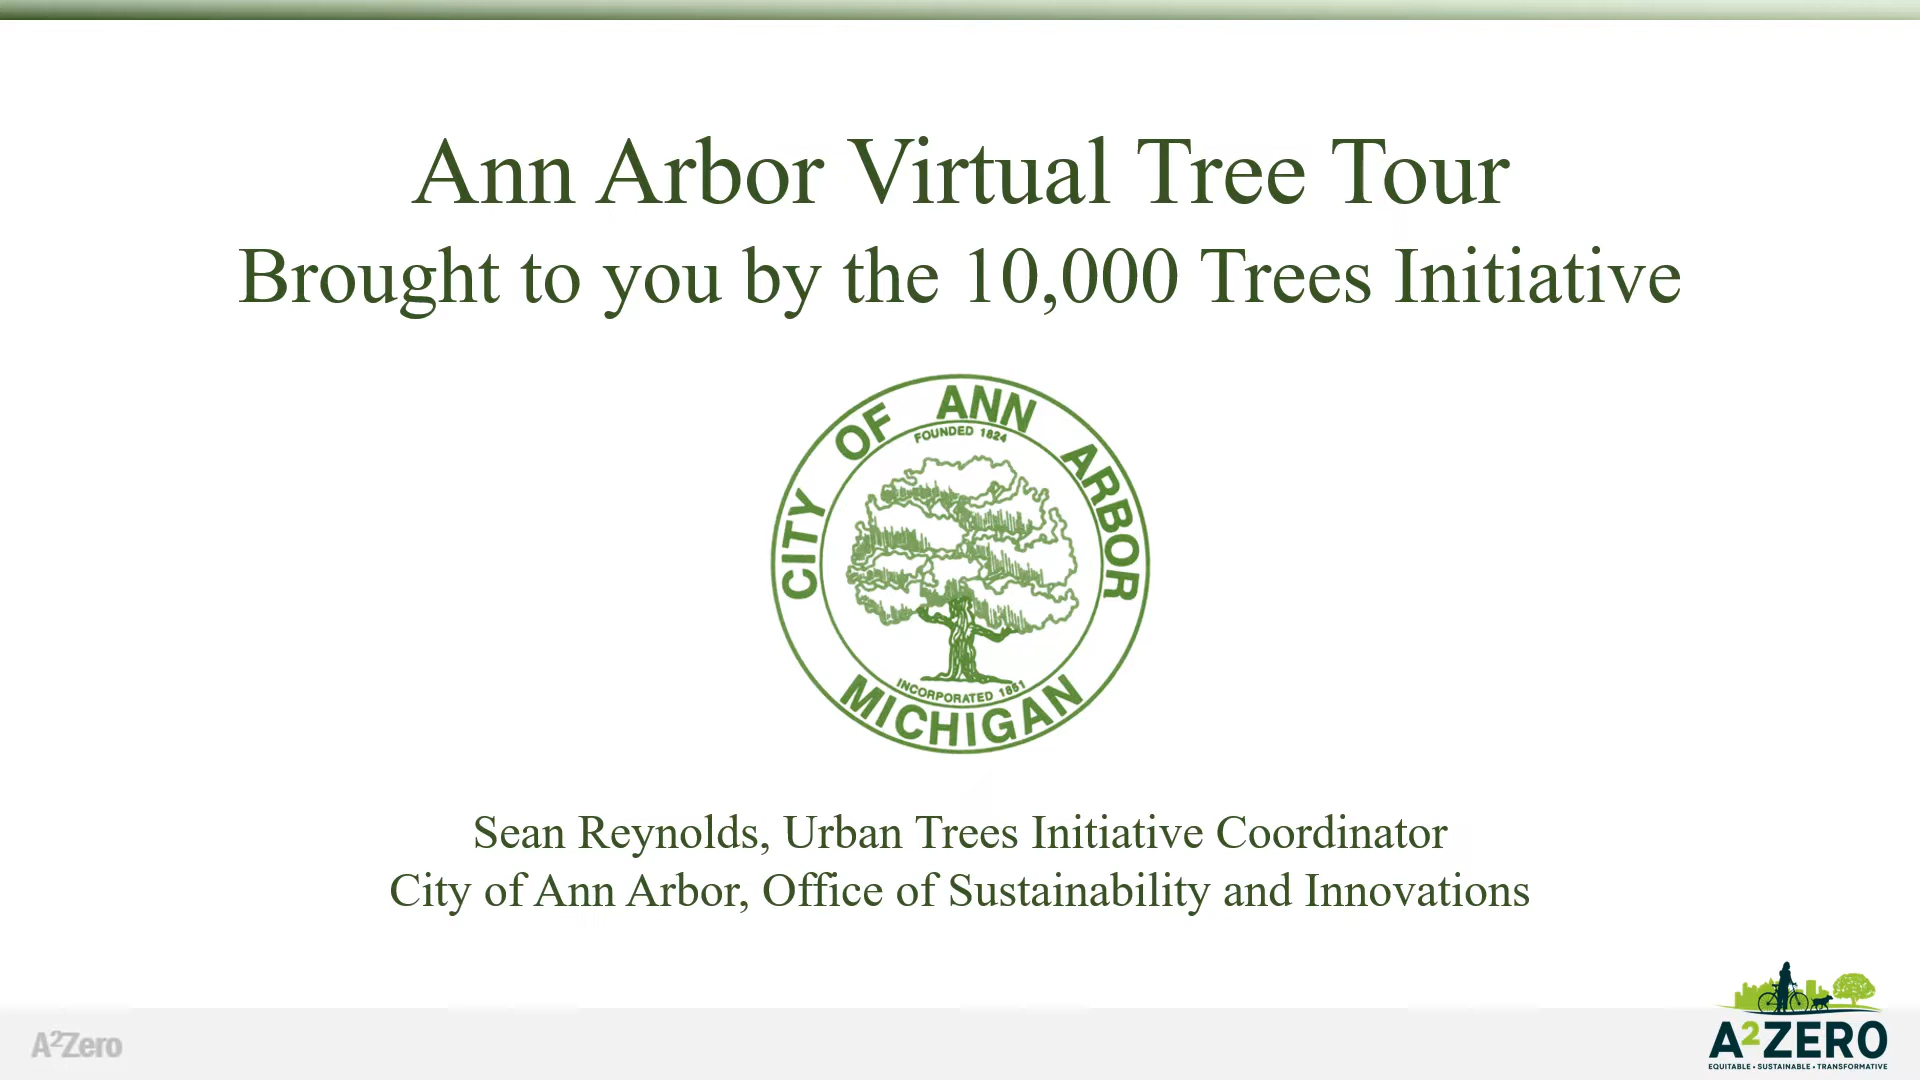 Ann Arbor Virtual Tree Tour
Brought to you by the 10,000 Trees Initiative
CITY OF ANN ARBOR
FOUNDED 1824
INCORPORATED 1851
MICHIGAN
Sean Reynolds, Urban Trees Initiative Coordinator
City of Ann Arbor, Office of Sustainability and Innovations
A²Zero
A²ZERO
EQUITABLE • SUSTAINABLE • TRANSFORMATIVE